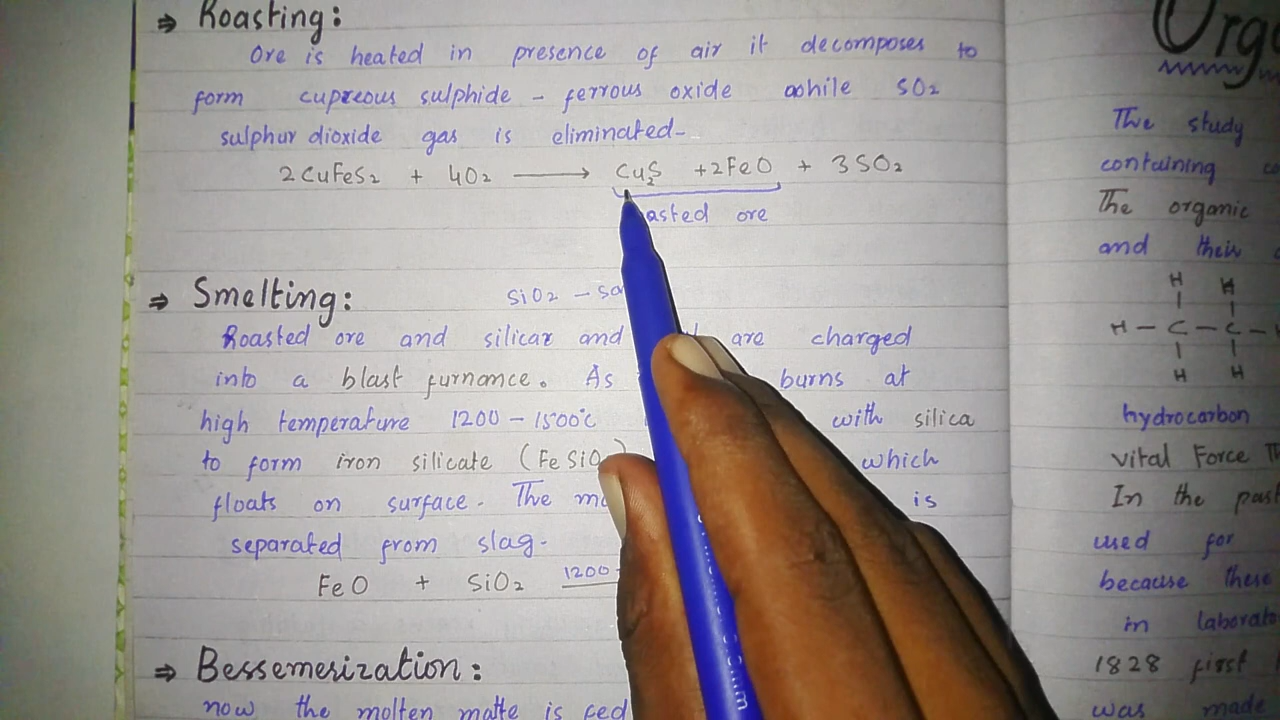 ⇒ Roasting:
Ore is heated in presence of air it decomposes to
form cupreous sulphide - ferrous oxide while SO2
sulphur dioxide gas is eliminated-
2CuFeS2 + 4O2 ⟶ Cu2S + 2FeO + 3SO2
asted ore
⇒ Smelting:
SiO2 -
Roasted ore and silicar and are charged
into a blast furnance. As burns at
high temperature 1200 - 1500°c with silica
to form iron silicate (FeSiO which
floats on surface. The is
separated from slag-
FeO + SiO2 1200
⇒ Bessemerization:
now the molten matte is fed
The study
containing
The organic
and their
H H
H - C - C -
H H
hydrocarbon
vital Force
In the past
used for
because these
in
1828 first
was made